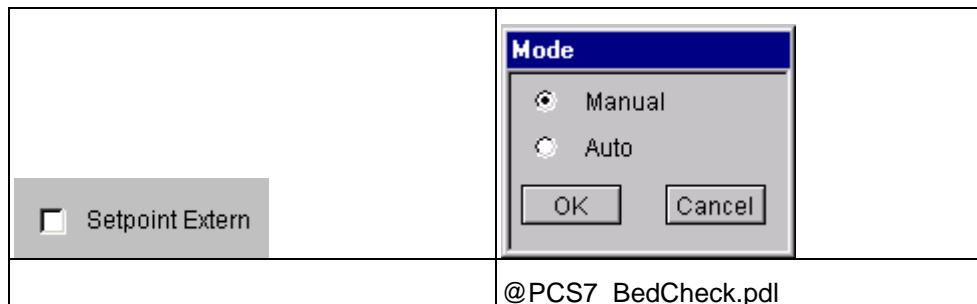 Setpoint Extern
Mode
Manual
Auto
OK
Cancel
@PCS7_BedCheck.pdl